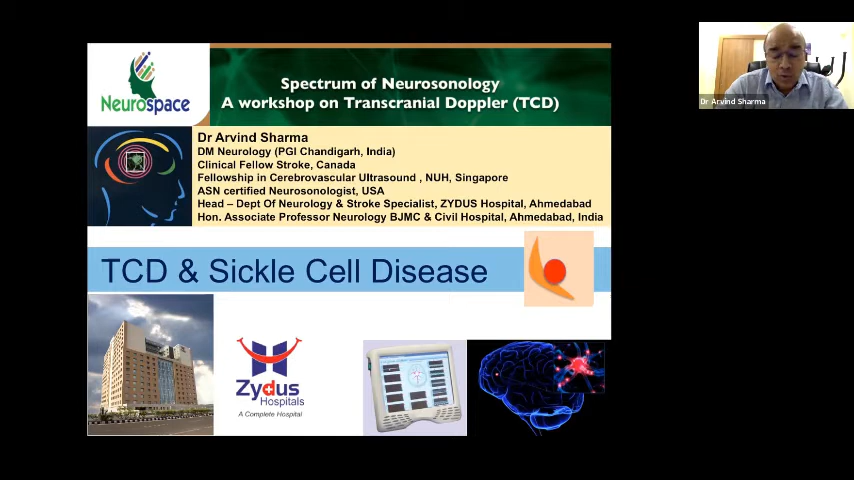 Neurospace
Spectrum of Neurosonology
A workshop on Transcranial Doppler (TCD)
Dr Arvind Sharma
DM Neurology (PGI Chandigarh, India)
Clinical Fellow Stroke, Canada
Fellowship in Cerebrovascular Ultrasound , NUH, Singapore
ASN certified Neurosonologist, USA
Head – Dept Of Neurology & Stroke Specialist, ZYDUS Hospital, Ahmedabad
Hon. Associate Professor Neurology BJMC & Civil Hospital, Ahmedabad, India
TCD & Sickle Cell Disease
Zydus
Hospitals
A Complete Hospital
Dr Arvind Sharma